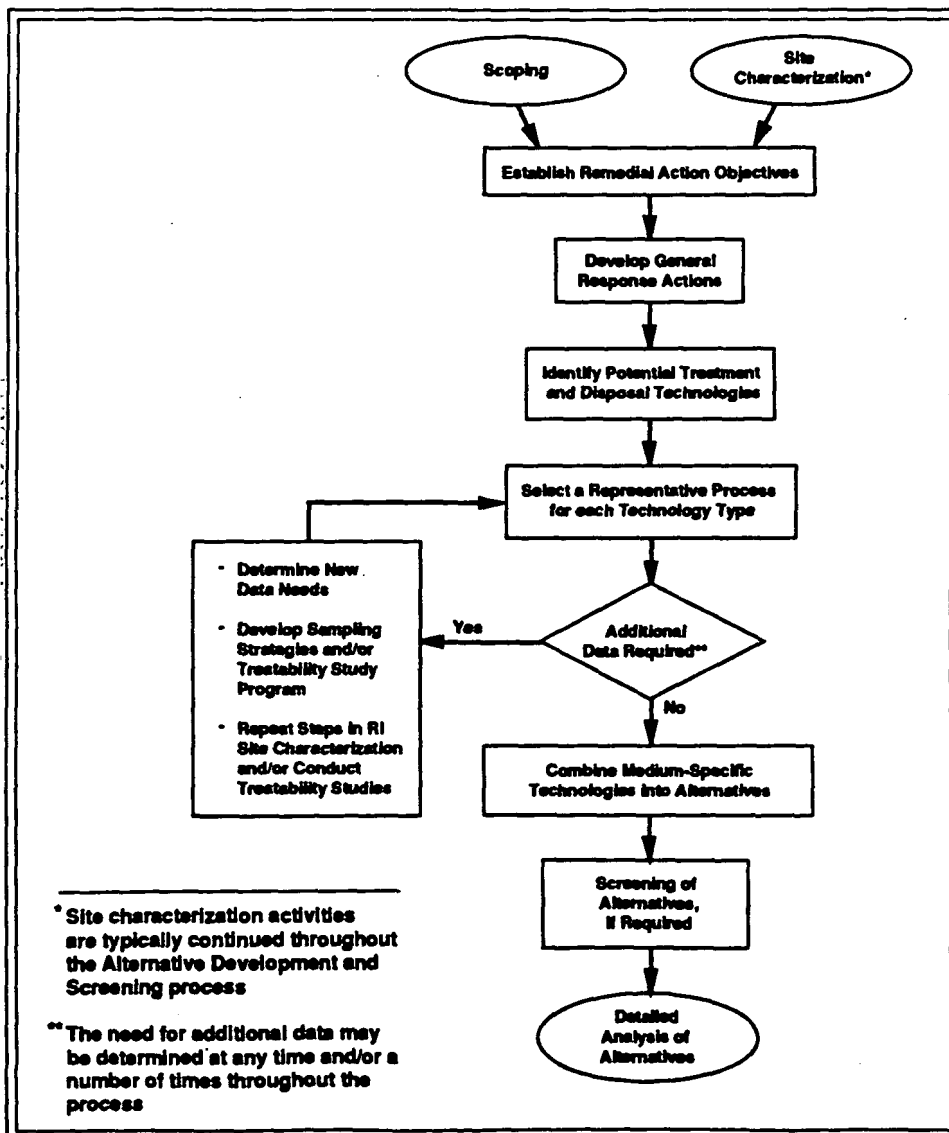 Scoping
Site
Characterization*
Establish Remedial Action Objectives
Develop General
Response Actions
Identify Potential Treatment
and Disposal Technologies
Select a Representative Process
for each Technology Type
- Determine New
Data Needs
- Develop Sampling
Strategies and/or
Treatability Study
Program
- Repeat Steps in RI
Site Characterization
and/or Conduct
Treatability Studies
Yes
Additional
Data Required**
No
Combine Medium-Specific
Technologies into Alternatives
Screening of
Alternatives,
If Required
Detailed
Analysis of
Alternatives
* Site characterization activities
are typically continued throughout
the Alternative Development and
Screening process
** The need for additional data may
be determined at any time and/or a
number of times throughout the
process